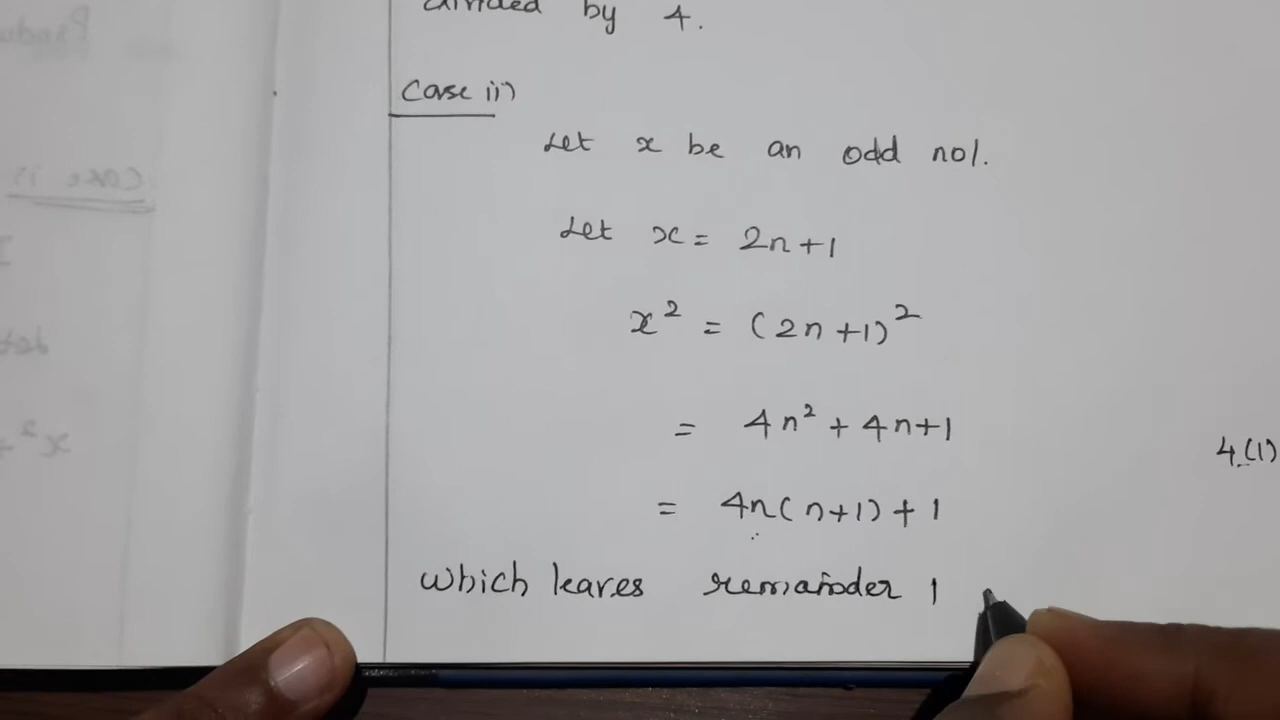 divided by 4.
Case ii)
Let x be an odd no/.
Let x = 2n+1
x² = (2n+1)²
= 4n² + 4n+1
4(1)
= 4n(n+1) + 1
which leaves remainder 1